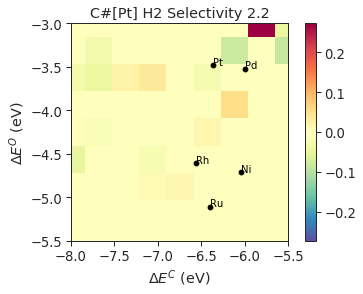 C#[Pt] H2 Selectivity 2.2
−3.0
−3.5
−4.0
−4.5
−5.0
−5.5
ΔE^O (eV)
Pt
Pd
Rh
Ni
Ru
−8.0 −7.5 −7.0 −6.5 −6.0 −5.5
ΔE^C (eV)
0.2
0.1
0.0
−0.1
−0.2